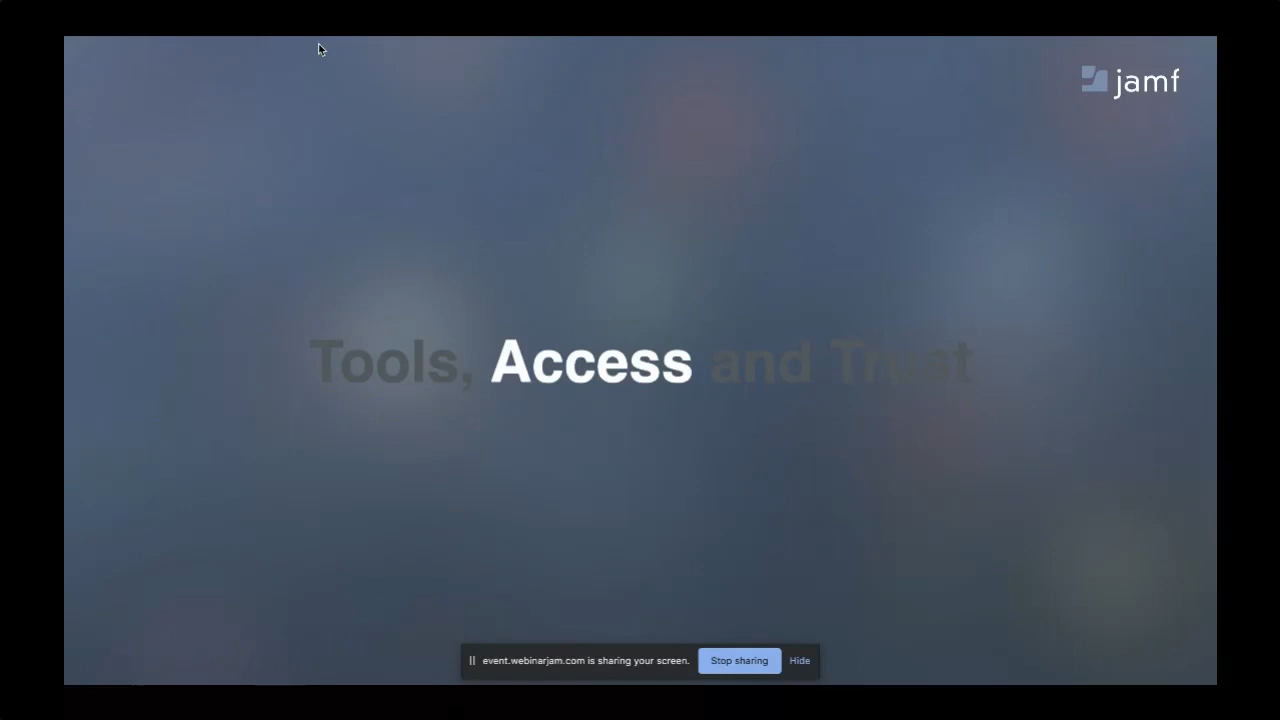 jamf
Tools, Access and Trust
event.webinarjam.com is sharing your screen. Stop sharing Hide